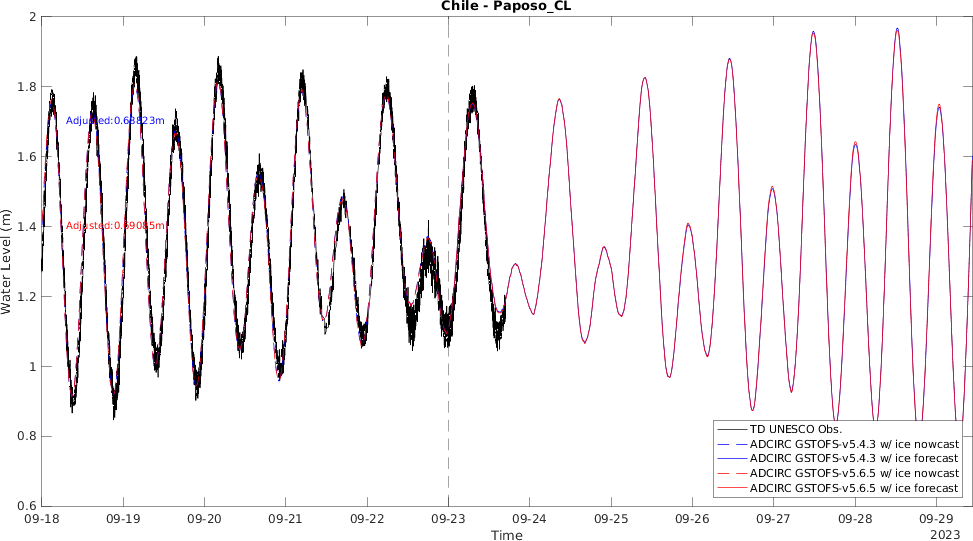 Chile - Paposo_CL
2
1.8
1.6
1.4
1.2
1
0.8
0.6
Water Level (m)
Adjusted:0.68823m
Adjusted:0.69085m
TD UNESCO Obs.
ADCIRC GSTOFS-v5.4.3 w/ ice nowcast
ADCIRC GSTOFS-v5.4.3 w/ ice forecast
ADCIRC GSTOFS-v5.6.5 w/ ice nowcast
ADCIRC GSTOFS-v5.6.5 w/ ice forecast
09-18 09-19 09-20 09-21 09-22 09-23 09-24 09-25 09-26 09-27 09-28 09-29
Time
2023